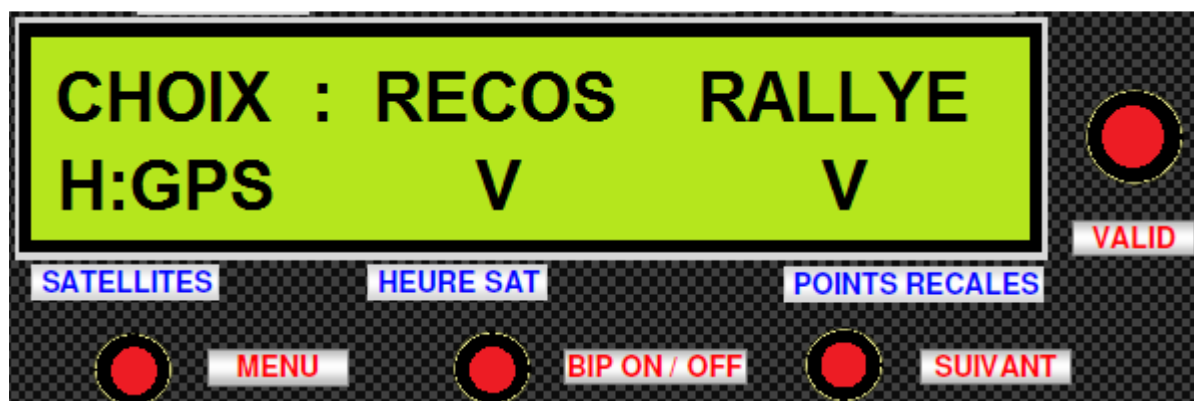 CHOIX : RECOS RALLYE
H:GPS V V
VALID
SATELLITES HEURE SAT POINTS RECALES
MENU BIP ON / OFF SUIVANT